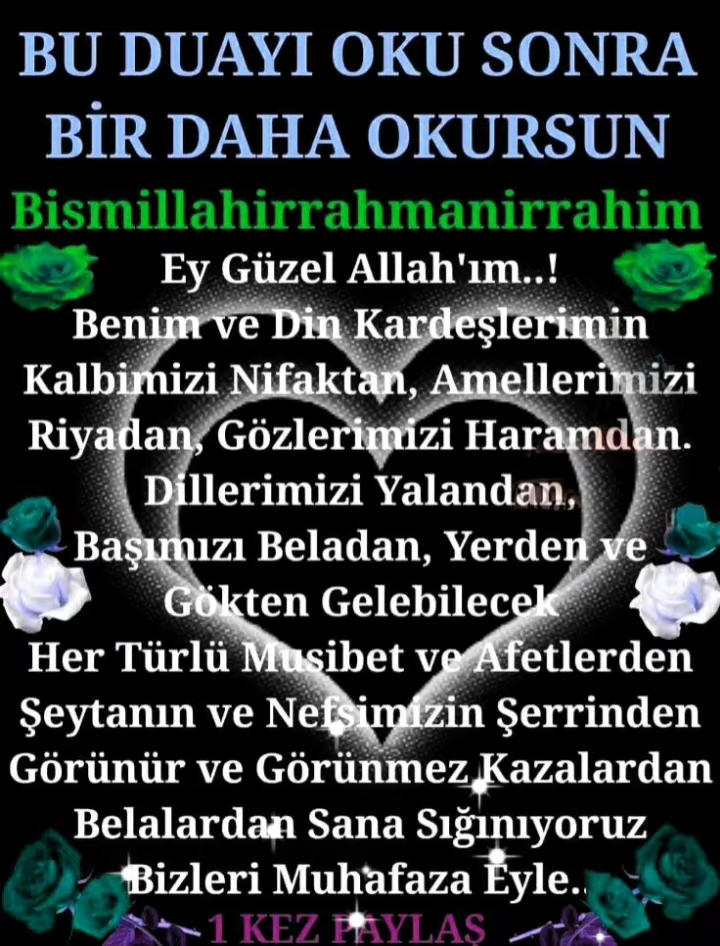 BU DUAYI OKU SONRA
BİR DAHA OKURSUN
Bismillahirrahmanirrahim
Ey Güzel Allah'ım..!
Benim ve Din Kardeşlerimin
Kalbimizi Nifaktan, Amellerimizi
Riyadan, Gözlerimizi Haramdan.
Dillerimizi Yalandan,
Başımızı Beladan, Yerden ve
Gökten Gelebilecek
Her Türlü Musibet ve Afetlerden
Şeytanın ve Nefsimizin Şerrinden
Görünür ve Görünmez Kazalardan
Belalardan Sana Sığınıyoruz
Bizleri Muhafaza Eyle..
1 KEZ PAYLAŞ